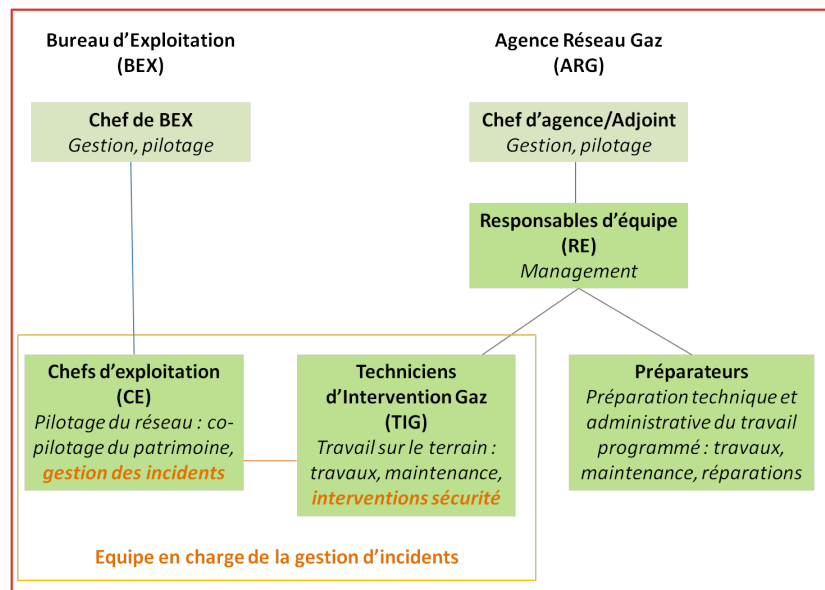 Bureau d’Exploitation
(BEX)
Agence Réseau Gaz
(ARG)
Chef de BEX
Gestion, pilotage
Chef d’agence/Adjoint
Gestion, pilotage
Responsables d’équipe
(RE)
Management
Chefs d’exploitation
(CE)
Pilotage du réseau : co-
pilotage du patrimoine,
gestion des incidents
Techniciens
d’Intervention Gaz
(TIG)
Travail sur le terrain :
travaux, maintenance,
interventions sécurité
Préparateurs
Préparation technique et
administrative du travail
programmé : travaux,
maintenance, réparations
Equipe en charge de la gestion d’incidents